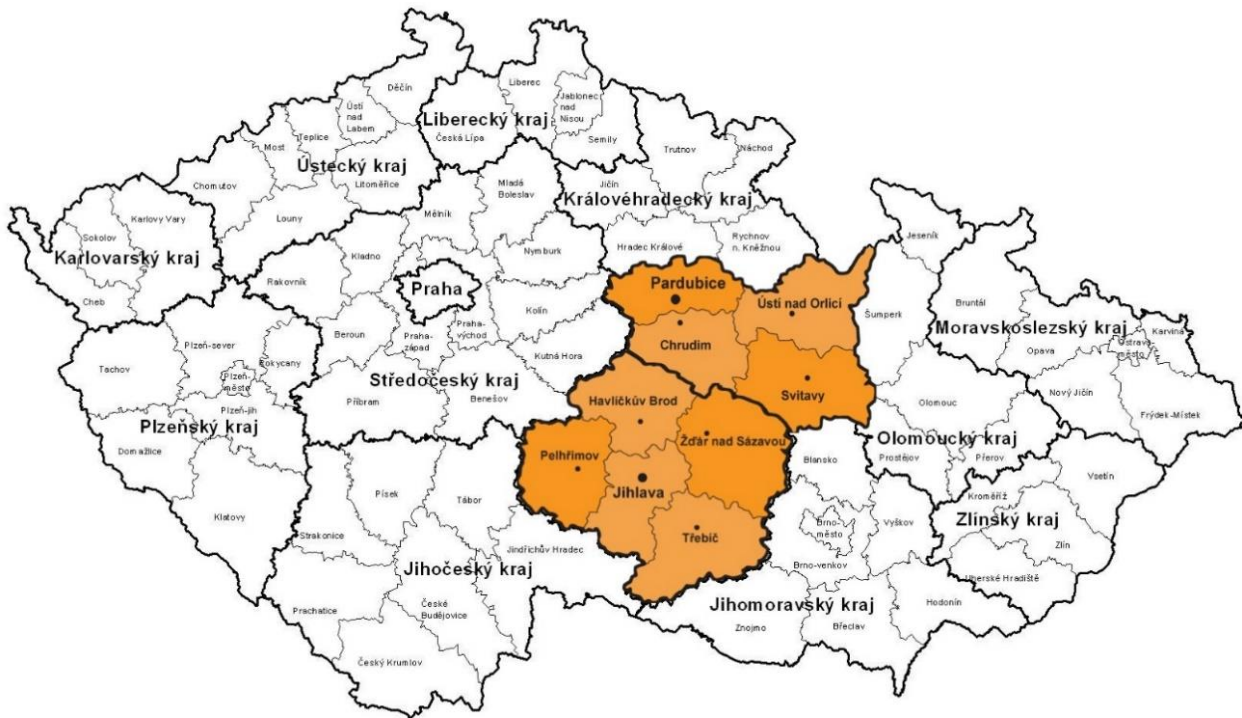 Děčín
Liberec
Ústí
nad
Labem
Jablonec
nad
Nisou
Teplice
Liberecký kraj
Česká Lípa
Semily
Most
Trutnov
Náchod
Ústecký kraj
Chomutov
Litoměřice
Mladá
Boleslav
Jičín
Královéhradecký kraj
Karlovy Vary
Louny
Mělník
Jeseník
Sokolov
Hradec Králové
Rychnov
n. Kněžnou
Karlovarský kraj
Kladno
Nymburk
Cheb
Rakovník
Praha
Pardubice
Ústí nad Orlicí
Bruntál
Kolín
Šumperk
Moravskoslezský kraj
Karviná
Ostrava-
město
Opava
Beroun
Praha-
západ
Praha-
východ
Chrudim
Plzeň-sever
Rokycany
Kutná Hora
Tachov
Plzeň-
město
Středočeský kraj
Svitavy
Nový Jičín
Příbram
Benešov
Havlíčkův Brod
Olomouc
Frýdek-Místek
Plzeň-jih
Plzeňský kraj
Žďár nad Sázavou
Olomoucký kraj
Domažlice
Pelhřimov
Blansko
Prostějov
Přerov
Vsetín
Jihlava
Písek
Tábor
Kroměříž
Klatovy
Zlínský kraj
Strakonice
Třebíč
Brno-
město
Vyškov
Zlín
Jindřichův Hradec
Jihočeský kraj
Brno-venkov
Uherské Hradiště
Prachatice
České
Budějovice
Jihomoravský kraj
Hodonín
Znojmo
Břeclav
Český Krumlov